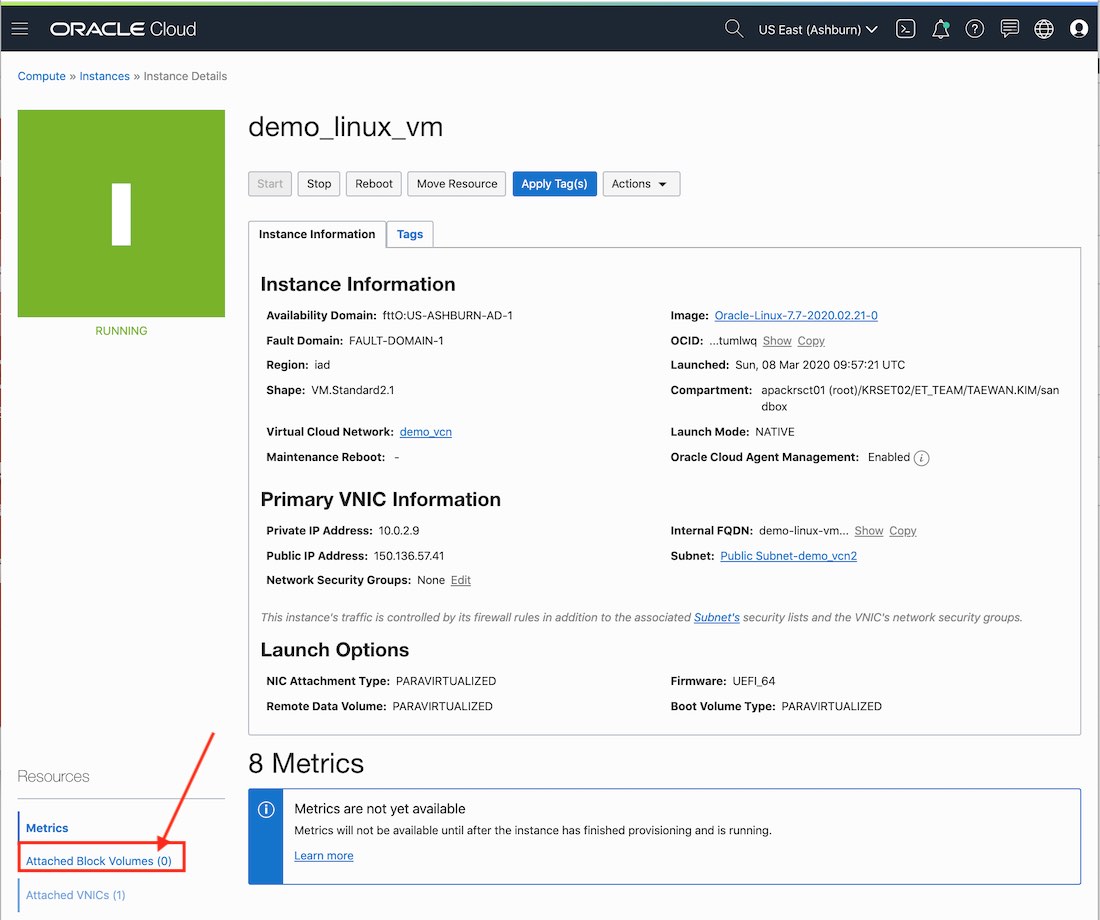 ORACLE Cloud
US East (Ashburn)
Compute » Instances » Instance Details
I
RUNNING
demo_linux_vm
Start Stop Reboot Move Resource Apply Tag(s) Actions
Instance Information Tags
Instance Information
Availability Domain: fttO:US-ASHBURN-AD-1
Fault Domain: FAULT-DOMAIN-1
Region: iad
Shape: VM.Standard2.1
Virtual Cloud Network: demo_vcn
Maintenance Reboot: -
Image: Oracle-Linux-7.7-2020.02.21-0
OCID: ...tumlwq Show Copy
Launched: Sun, 08 Mar 2020 09:57:21 UTC
Compartment: apackrsct01 (root)/KRSET02/ET_TEAM/TAEWAN.KIM/san
dbox
Launch Mode: NATIVE
Oracle Cloud Agent Management: Enabled i
Primary VNIC Information
Private IP Address: 10.0.2.9
Public IP Address: 150.136.57.41
Network Security Groups: None Edit
Internal FQDN: demo-linux-vm... Show Copy
Subnet: Public Subnet-demo_vcn2
This instance's traffic is controlled by its firewall rules in addition to the associated Subnet's security lists and the VNIC's network security groups.
Launch Options
NIC Attachment Type: PARAVIRTUALIZED
Remote Data Volume: PARAVIRTUALIZED
Firmware: UEFI_64
Boot Volume Type: PARAVIRTUALIZED
Resources
Metrics
Attached Block Volumes (0)
Attached VNICs (1)
8 Metrics
Metrics are not yet available
Metrics will not be available until after the instance has finished provisioning and is running.
Learn more